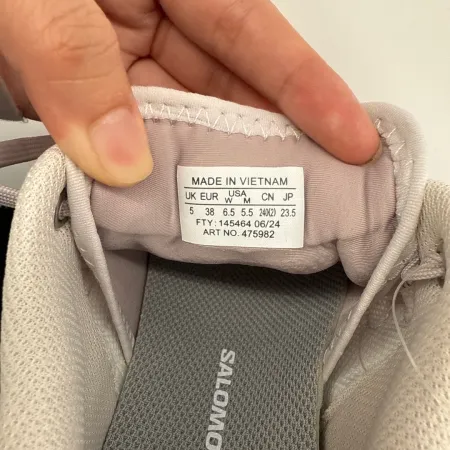 MADE IN VIETNAM
UK EUR USA W USA M CN JP
5 38 6.5 5.5 240(2) 23.5
FTY: 145464 06/24
ART NO. 475982
SALOMO